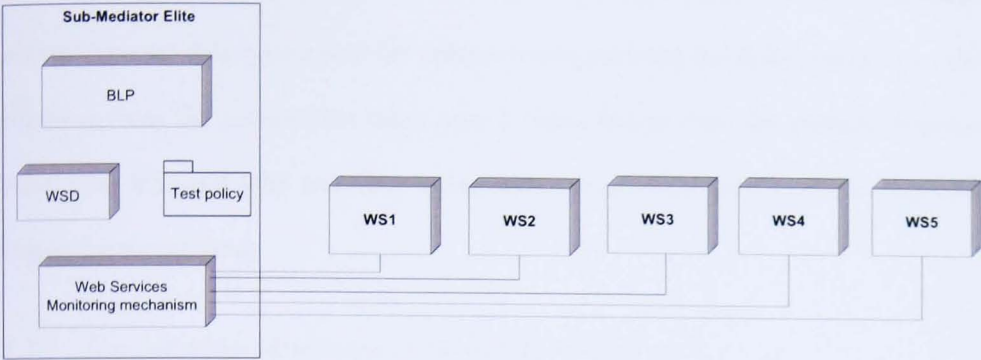 Sub-Mediator Elite
BLP
WSD
Test policy
WS1
WS2
WS3
WS4
WS5
Web Services
Monitoring mechanism